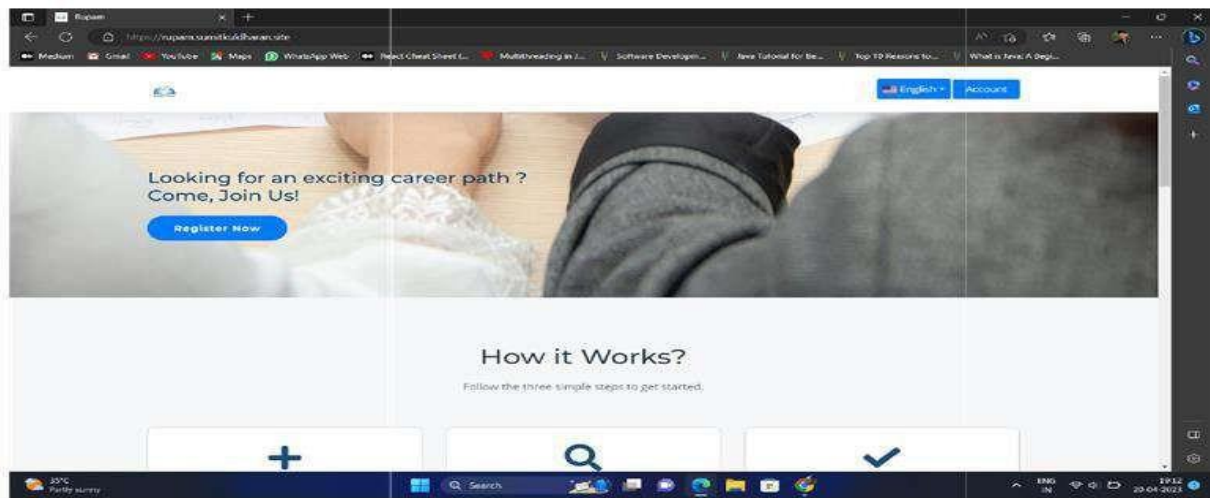 Rupam
https://rupam.sumitkuldharan.site
Medium Gmail YouTube Maps WhatsApp Web React Cheat Sheet (... Multithreading in J... Software Developm... Java Tutorial for Be... Top 10 Reasons to... What is Java? A Begi...
English Account
Looking for an exciting career path ?
Come, Join Us!
Register Now
How it Works?
Follow the three simple steps to get started.
35°C
Partly sunny
Search
ENG
IN
19:12
20-04-2023